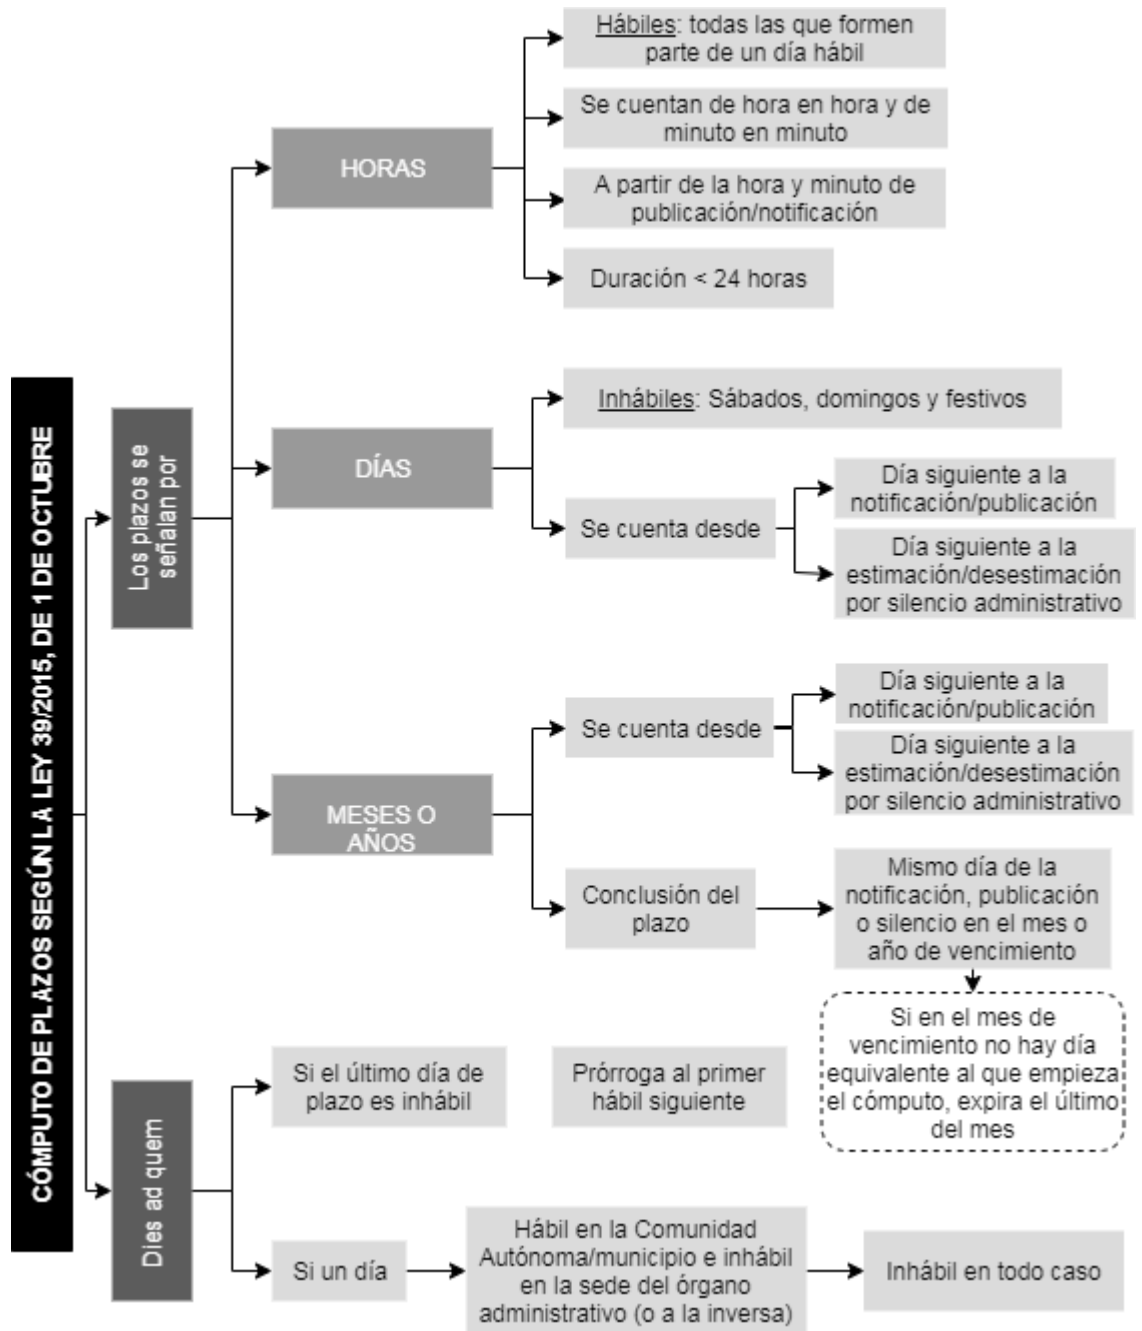 CÓMPUTO DE PLAZOS SEGÚN LA LEY 39/2015, DE 1 DE OCTUBRE
Los plazos se
señalan por
HORAS
Hábiles: todas las que formen
parte de un día hábil
Se cuentan de hora en hora y de
minuto en minuto
A partir de la hora y minuto de
publicación/notificación
Duración < 24 horas
DÍAS
Inhábiles: Sábados, domingos y festivos
Se cuenta desde
Día siguiente a la
notificación/publicación
Día siguiente a la
estimación/desestimación
por silencio administrativo
MESES O
AÑOS
Se cuenta desde
Día siguiente a la
notificación/publicación
Día siguiente a la
estimación/desestimación
por silencio administrativo
Conclusión del
plazo
Mismo día de la
notificación, publicación
o silencio en el mes o
año de vencimiento
Si en el mes de
vencimiento no hay día
equivalente al que empieza
el cómputo, expira el último
del mes
Dies ad quem
Si el último día de
plazo es inhábil
Prórroga al primer
hábil siguiente
Si un día
Hábil en la Comunidad
Autónoma/municipio e inhábil
en la sede del órgano
administrativo (o a la inversa)
Inhábil en todo caso